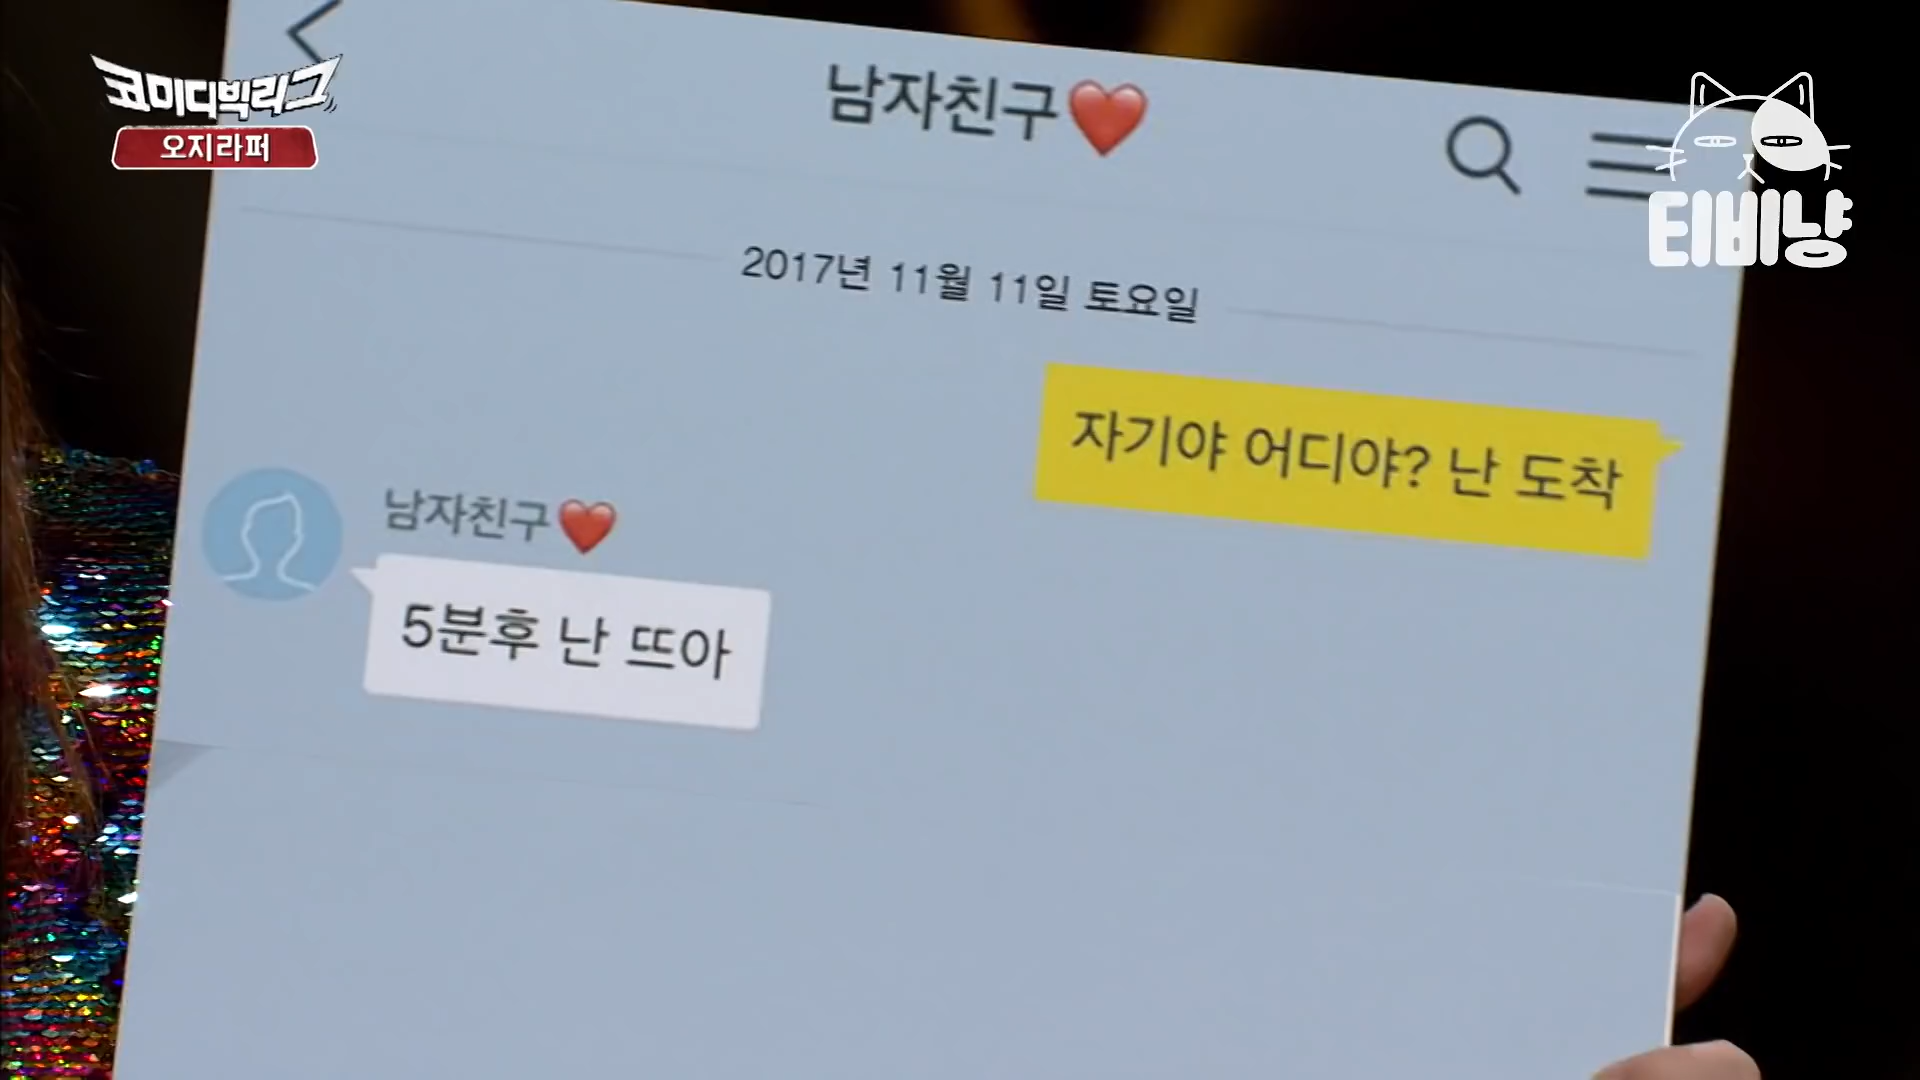 코미디빅리그
오지라퍼
티비냥
남자친구❤️
2017년 11월 11일 토요일
자기야 어디야? 난 도착
남자친구❤️
5분후 난 뜨아